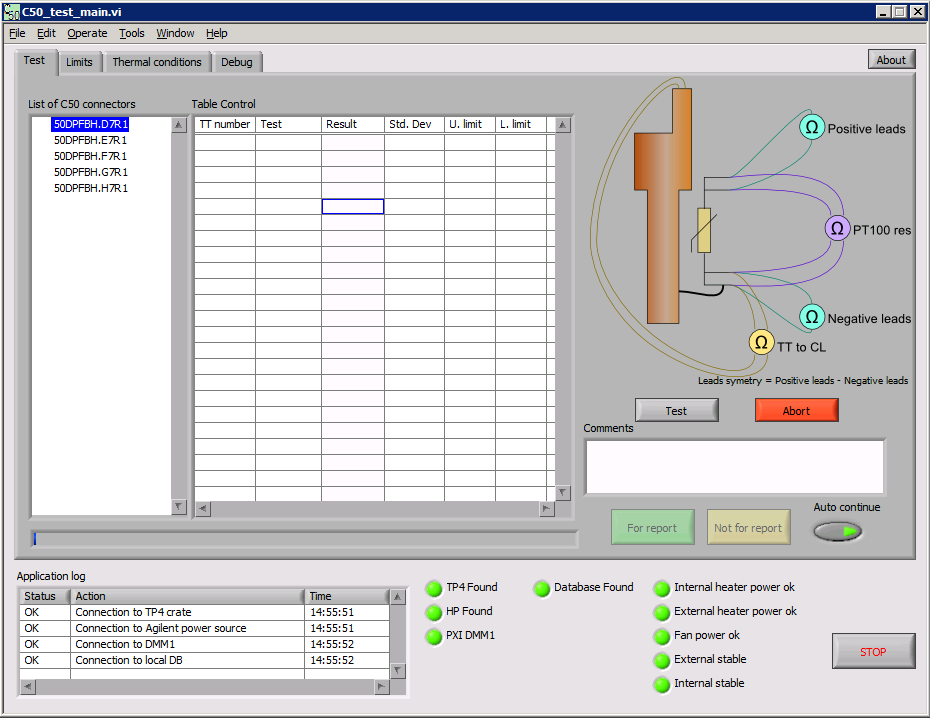 C50_test_main.vi
File Edit Operate Tools Window Help
Test Limits Thermal conditions Debug About
List of C50 connectors
50DPFBH.D7R1
50DPFBH.E7R1
50DPFBH.F7R1
50DPFBH.G7R1
50DPFBH.H7R1
Table Control
TT number Test Result Std. Dev U. limit L. limit
Ω Positive leads
Ω PT100 res
Ω Negative leads
Ω TT to CL
Leads symetry = Positive leads - Negative leads
Test Abort
Comments
For report Not for report
Auto continue
Application log
Status Action Time
OK Connection to TP4 crate 14:55:51
OK Connection to Agilent power source 14:55:51
OK Connection to DMM1 14:55:52
OK Connection to local DB 14:55:52
TP4 Found
HP Found
PXI DMM1
Database Found
Internal heater power ok
External heater power ok
Fan power ok
External stable
Internal stable
STOP